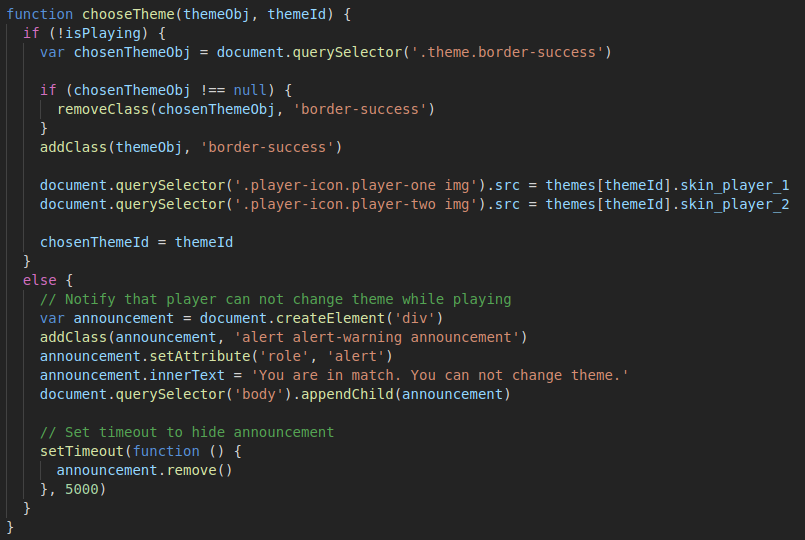 function chooseTheme(themeObj, themeId) {
  if (!isPlaying) {
    var chosenThemeObj = document.querySelector('.theme.border-success')

    if (chosenThemeObj !== null) {
      removeClass(chosenThemeObj, 'border-success')
    }
    addClass(themeObj, 'border-success')

    document.querySelector('.player-icon.player-one img').src = themes[themeId].skin_player_1
    document.querySelector('.player-icon.player-two img').src = themes[themeId].skin_player_2

    chosenThemeId = themeId
  }
  else {
    // Notify that player can not change theme while playing
    var announcement = document.createElement('div')
    addClass(announcement, 'alert alert-warning announcement')
    announcement.setAttribute('role', 'alert')
    announcement.innerText = 'You are in match. You can not change theme.'
    document.querySelector('body').appendChild(announcement)

    // Set timeout to hide announcement
    setTimeout(function () {
      announcement.remove()
    }, 5000)
  }
}